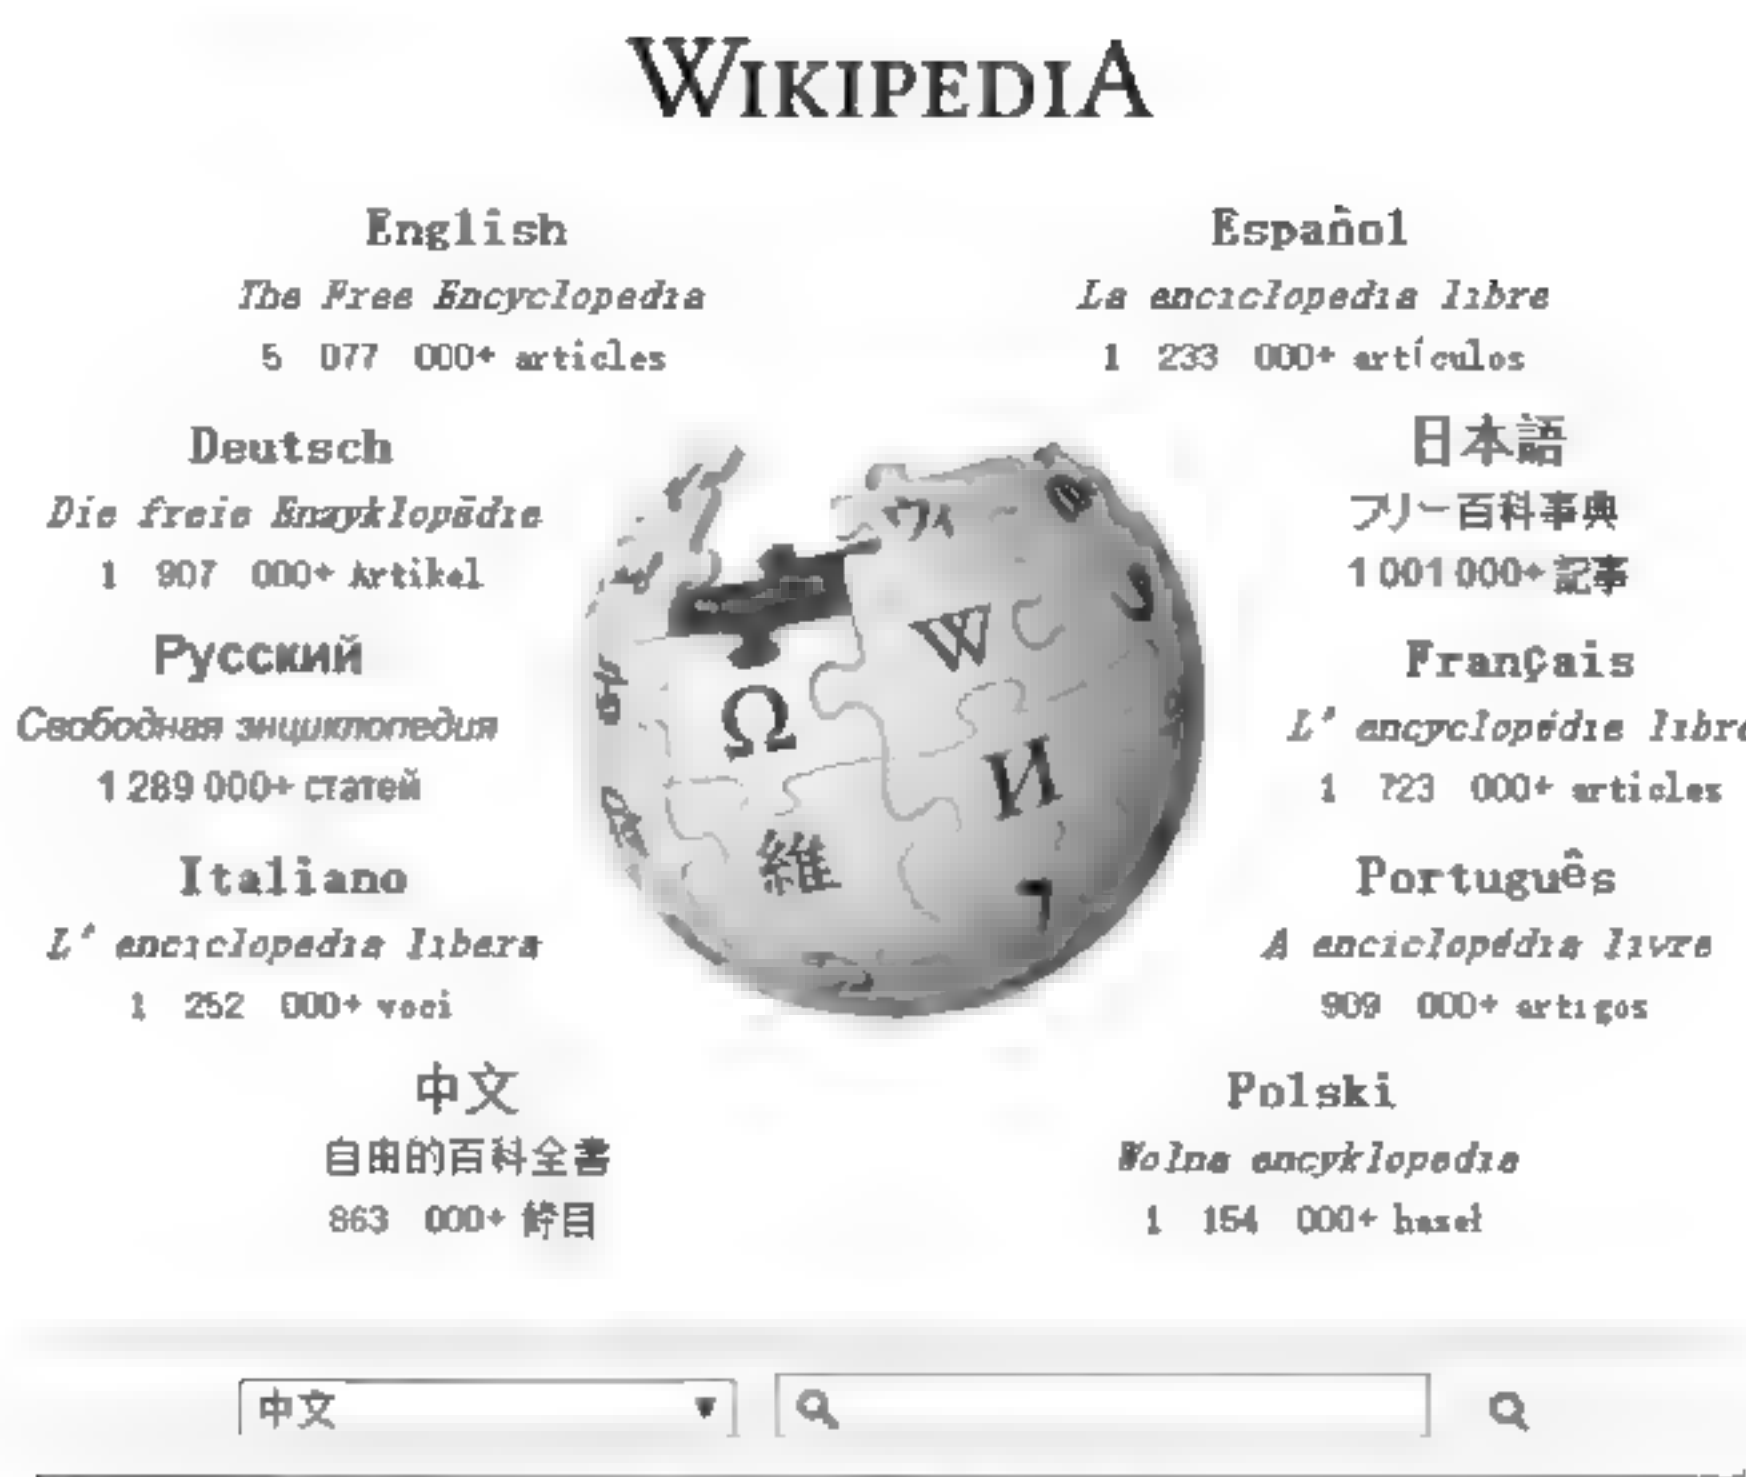 WIKIPEDIA
English
The Free Encyclopedia
5 077 000+ articles
Español
La enciclopedia libre
1 233 000+ artículos
Deutsch
Die freie Enzyklopädie
1 907 000+ Artikel
日本語
フリー百科事典
1 001 000+ 記事
Русский
Свободная энциклопедия
1 289 000+ статей
Français
L'encyclopédie libre
1 723 000+ articles
Italiano
L'enciclopedia libera
1 252 000+ voci
Português
A enciclopédia livre
909 000+ artigos
中文
自由的百科全書
863 000+ 條目
Polski
Wolna encyklopedia
1 154 000+ haseł
Ω
W
И
維
ウィ
中文